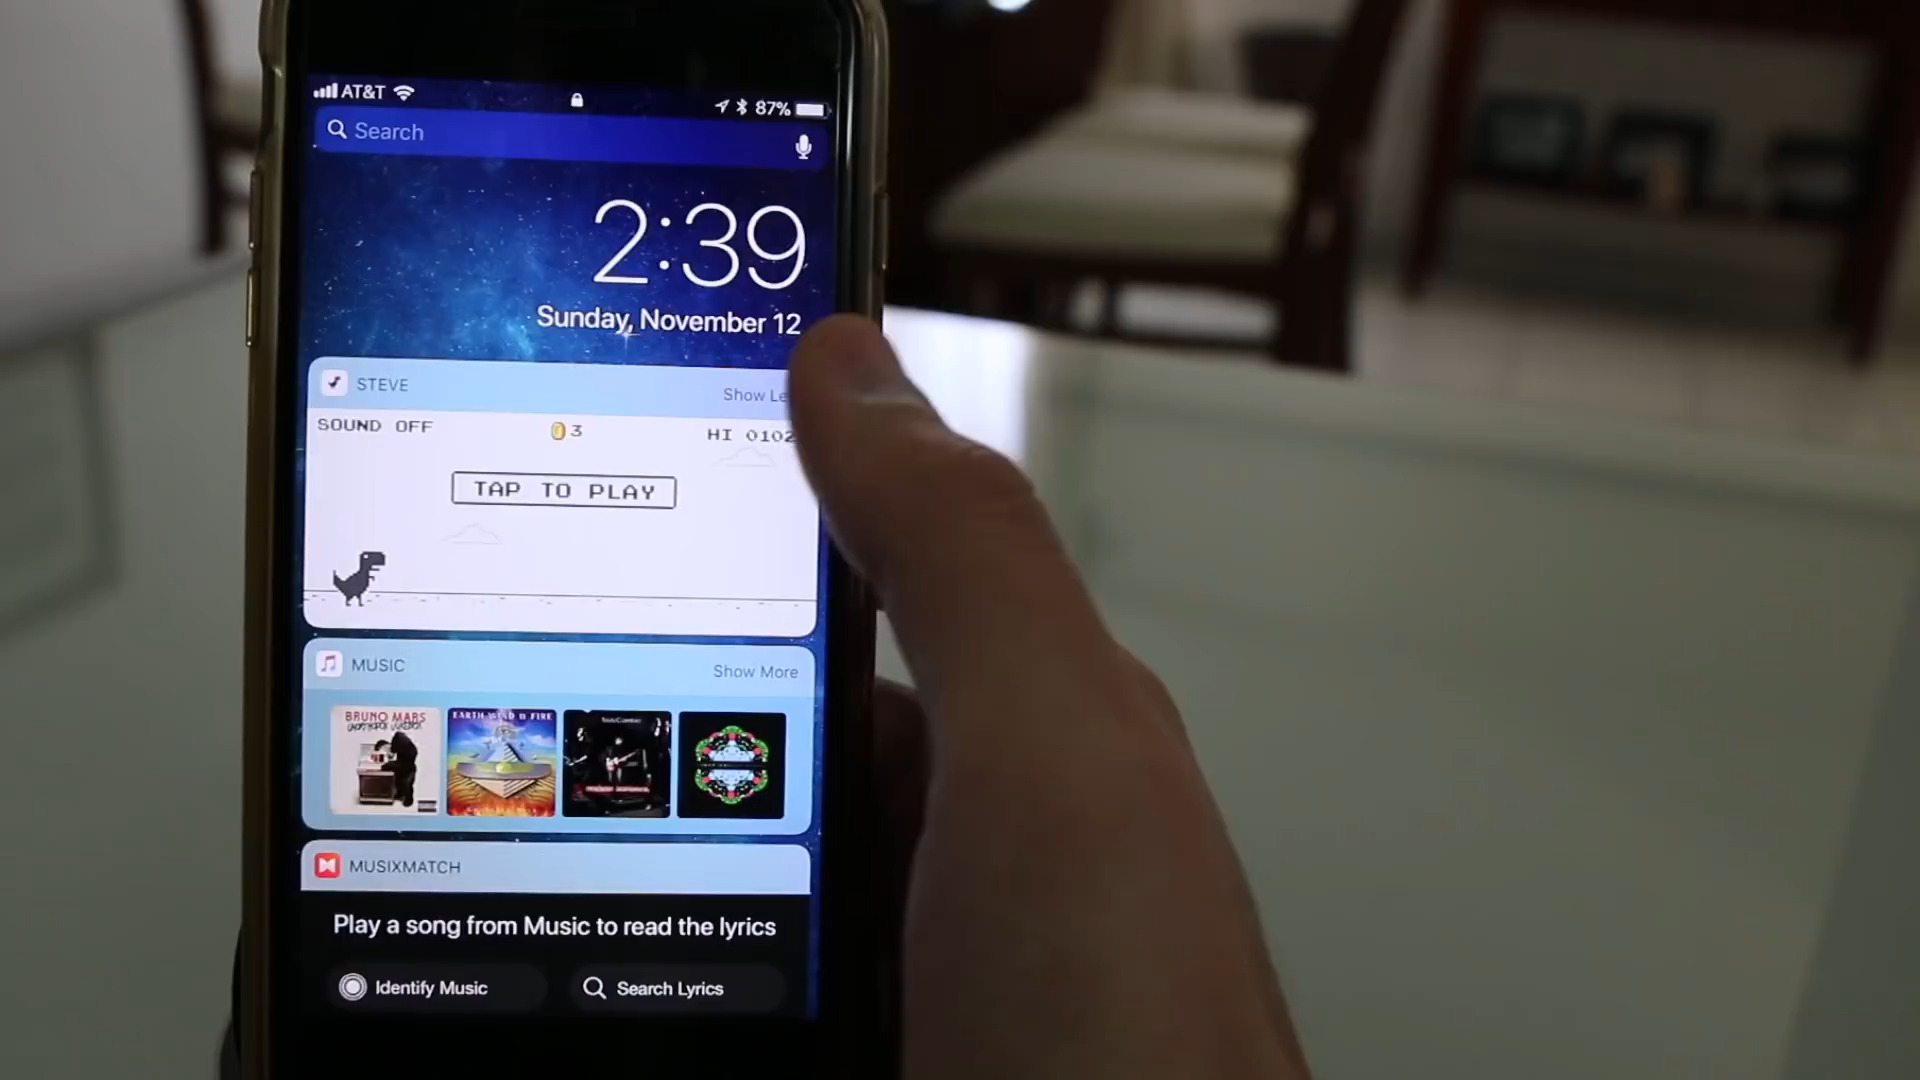 AT&T
87%
Search
2:39
Sunday, November 12
STEVE
Show Le
SOUND OFF
3
HI 0102
TAP TO PLAY
MUSIC
Show More
BRUNO MARS
UNORTHODOX JUKEBOX
EARTH WIND & FIRE
MUSIXMATCH
Play a song from Music to read the lyrics
Identify Music
Search Lyrics